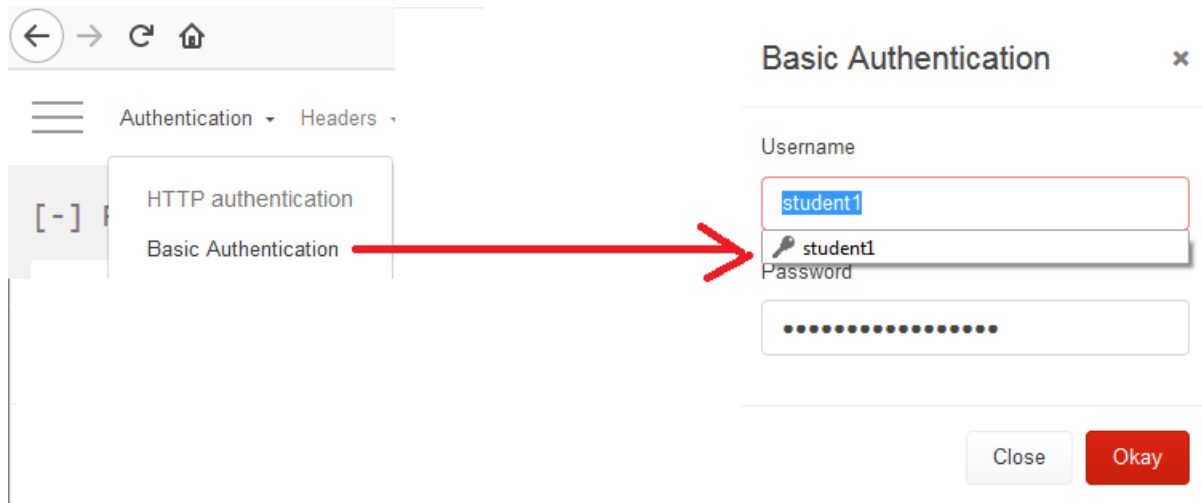 Authentication Headers
HTTP authentication
[-]
Basic Authentication
Basic Authentication ×
Username
student1
student1
Password
•••••••••••••••••
Close Okay